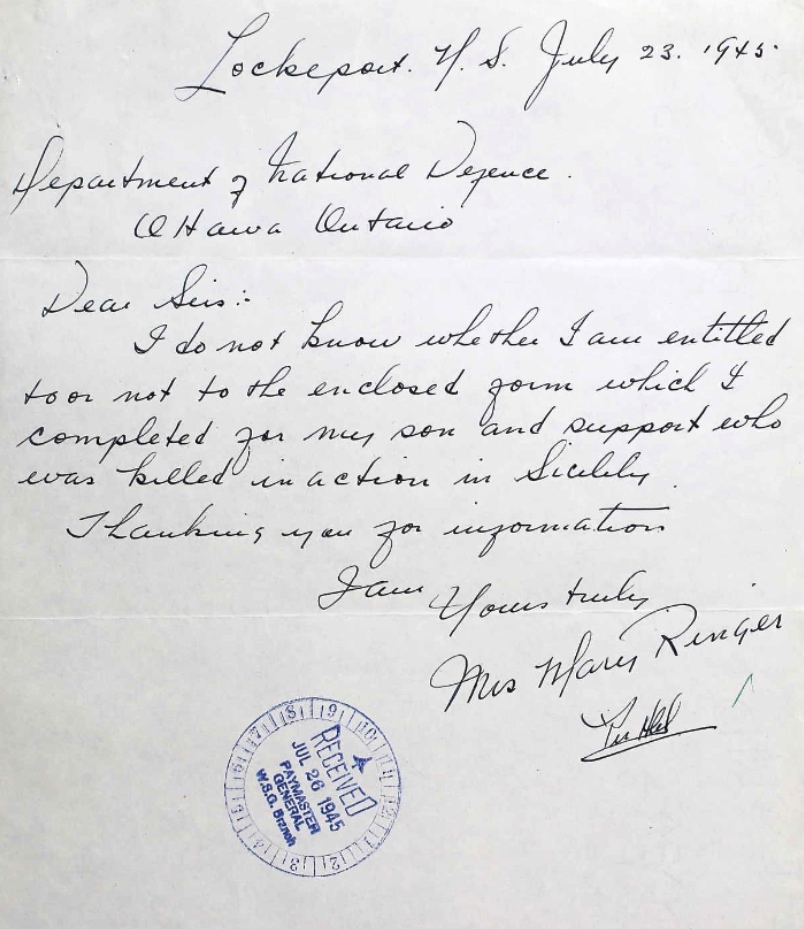 Lockeport. N. S. July 23. 1945.
Department of National Defence.
Ottawa Ontario
Dear Sirs:-
I do not know whether I am entitled
to or not to the enclosed form which I
completed for my son and support who
was killed in action in Sicilily.
Thanking you for information
I am Yours truly
Mrs Mary Ringer
Per
RECEIVED
JUL 26 1945
PAYMASTER
GENERAL
W.S.G. Branch